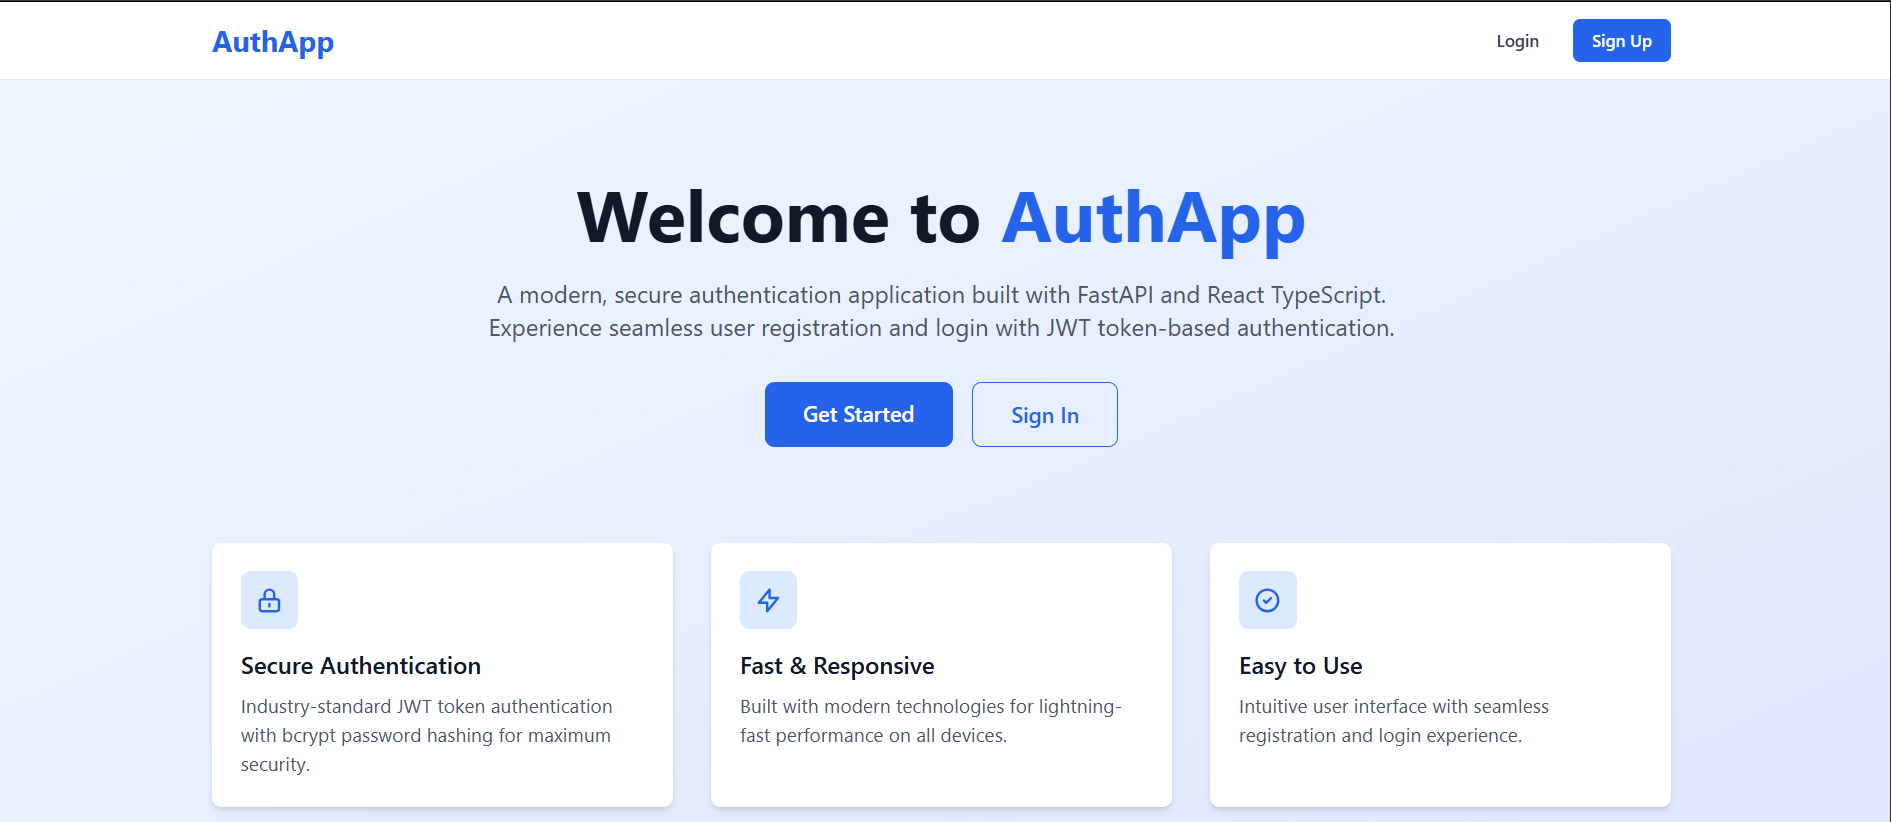 AuthApp
Login
Sign Up
Welcome to AuthApp
A modern, secure authentication application built with FastAPI and React TypeScript.
Experience seamless user registration and login with JWT token-based authentication.
Get Started
Sign In
Secure Authentication
Industry-standard JWT token authentication
with bcrypt password hashing for maximum
security.
Fast & Responsive
Built with modern technologies for lightning-
fast performance on all devices.
Easy to Use
Intuitive user interface with seamless
registration and login experience.